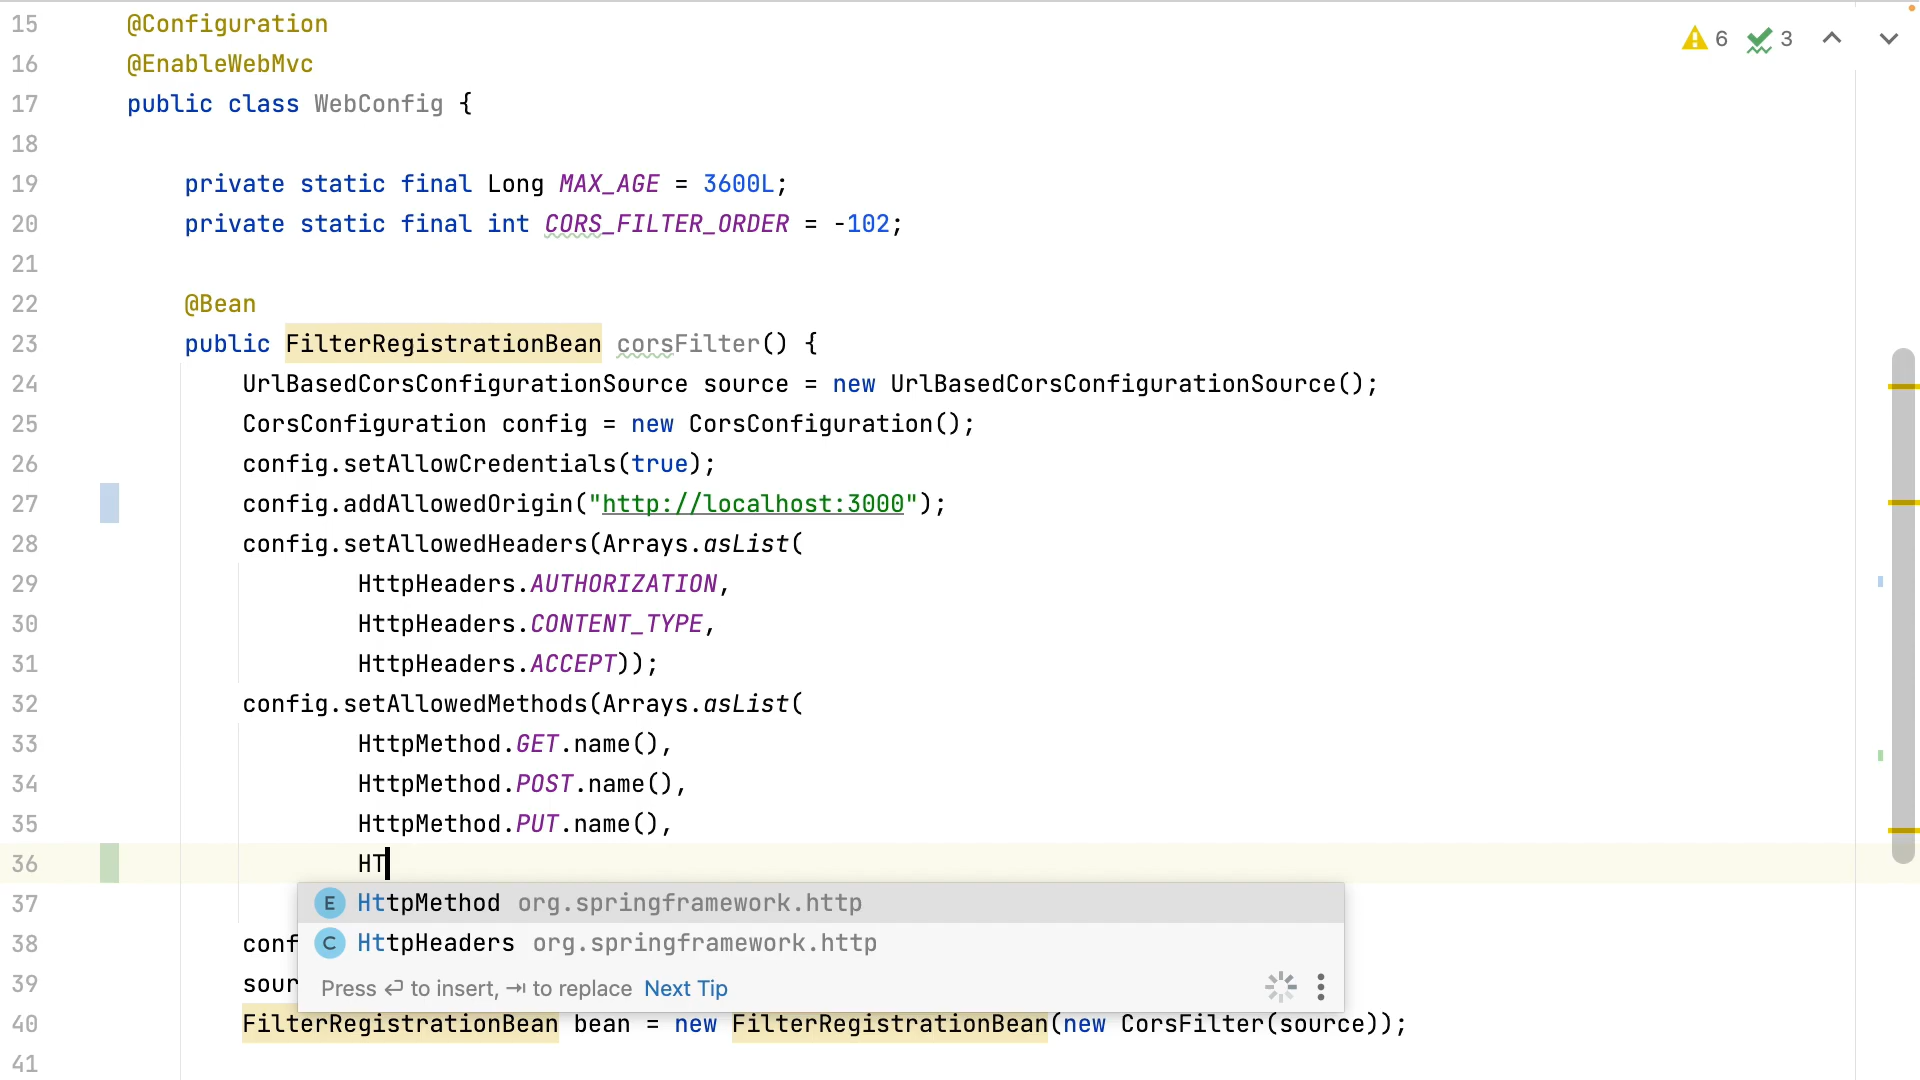 15 @Configuration
6 3
16 @EnableWebMvc
17 public class WebConfig {
18
19 private static final Long MAX_AGE = 3600L;
20 private static final int CORS_FILTER_ORDER = -102;
21
22 @Bean
23 public FilterRegistrationBean corsFilter() {
24 UrlBasedCorsConfigurationSource source = new UrlBasedCorsConfigurationSource();
25 CorsConfiguration config = new CorsConfiguration();
26 config.setAllowCredentials(true);
27 config.addAllowedOrigin("http://localhost:3000");
28 config.setAllowedHeaders(Arrays.asList(
29 HttpHeaders.AUTHORIZATION,
30 HttpHeaders.CONTENT_TYPE,
31 HttpHeaders.ACCEPT));
32 config.setAllowedMethods(Arrays.asList(
33 HttpMethod.GET.name(),
34 HttpMethod.POST.name(),
35 HttpMethod.PUT.name(),
36 HT
37 E HttpMethod org.springframework.http
38 conf C HttpHeaders org.springframework.http
39 sour Press ↵ to insert, ⇥ to replace Next Tip
40 FilterRegistrationBean bean = new FilterRegistrationBean(new CorsFilter(source));
41